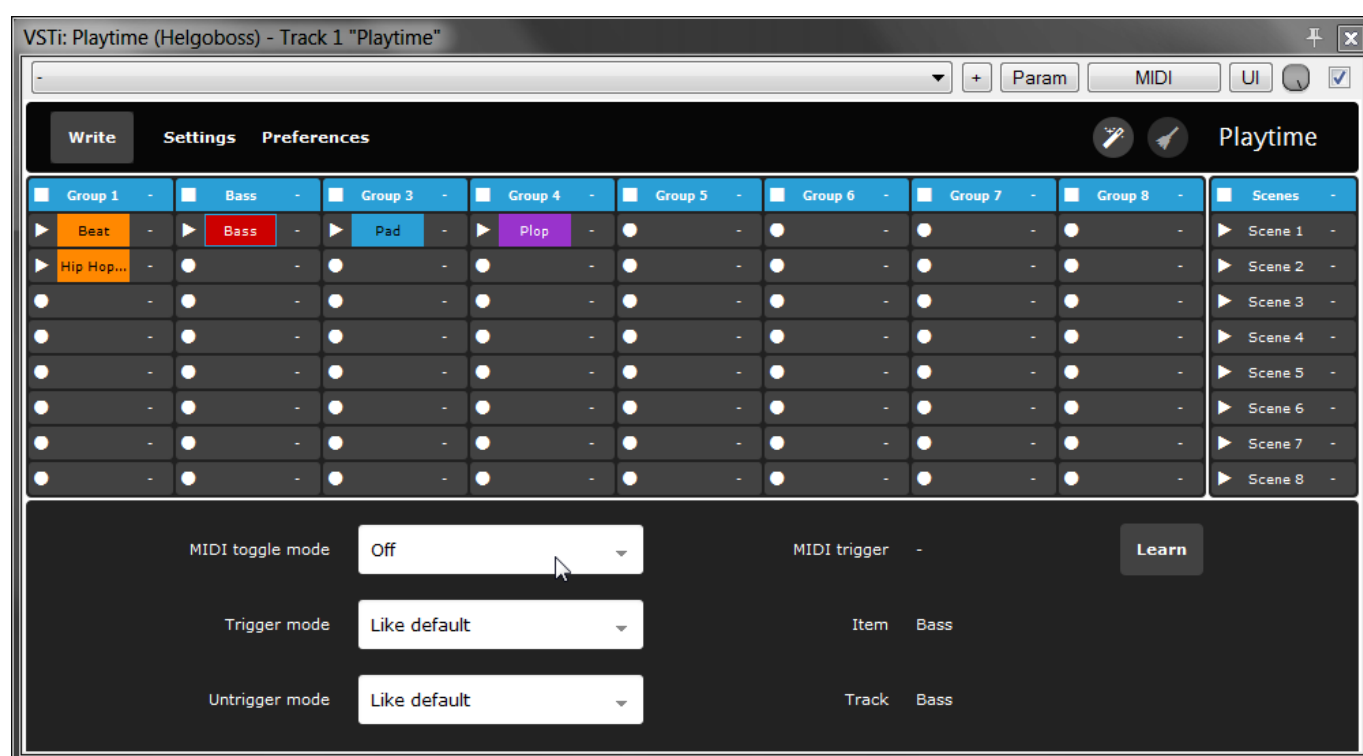 VSTi: Playtime (Helgoboss) - Track 1 "Playtime"
- + Param MIDI UI
Write Settings Preferences Playtime
Group 1 - Bass - Group 3 - Group 4 - Group 5 - Group 6 - Group 7 - Group 8 - Scenes -
Beat - Bass - Pad - Plop - - - - - Scene 1 -
Hip Hop... - - - - - - - - Scene 2 -
- - - - - - - - Scene 3 -
- - - - - - - - Scene 4 -
- - - - - - - - Scene 5 -
- - - - - - - - Scene 6 -
- - - - - - - - Scene 7 -
- - - - - - - - Scene 8 -
MIDI toggle mode Off MIDI trigger - Learn
Trigger mode Like default Item Bass
Untrigger mode Like default Track Bass